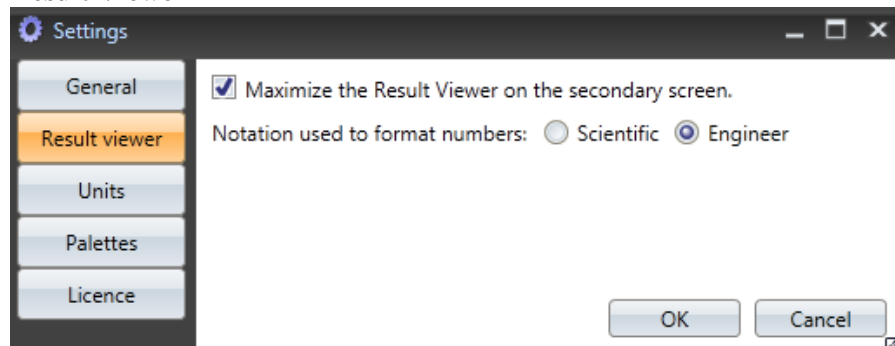 Settings
General
Result viewer
Units
Palettes
Licence
Maximize the Result Viewer on the secondary screen.
Notation used to format numbers: Scientific Engineer
OK Cancel